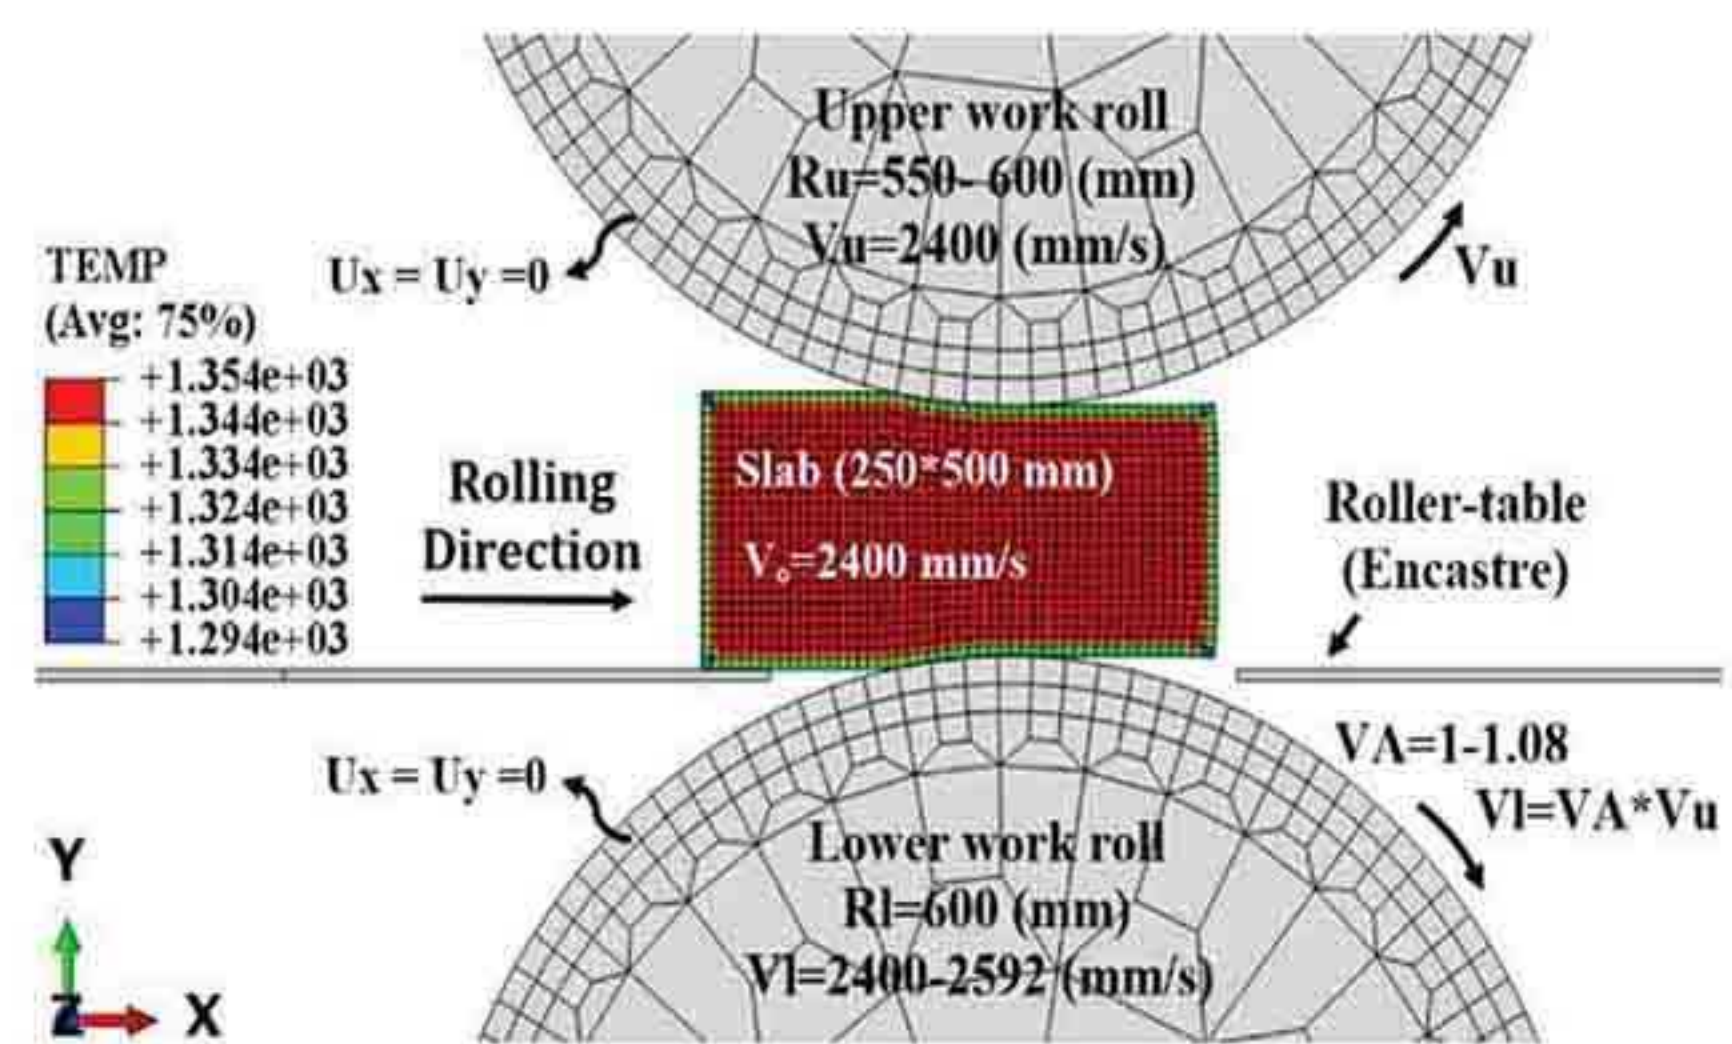 Upper work roll
Ru=550-600 (mm)
Vu=2400 (mm/s)
TEMP
(Avg: 75%)
+1.354e+03
+1.344e+03
+1.334e+03
+1.324e+03
+1.314e+03
+1.304e+03
+1.294e+03
Ux = Uy =0
Vu
Rolling
Direction
Slab (250*500 mm)
V₀=2400 mm/s
Roller-table
(Encastre)
Ux = Uy =0
VA=1-1.08
Vl=VA*Vu
Lower work roll
Rl=600 (mm)
Vl=2400-2592 (mm/s)
Y
Z
X